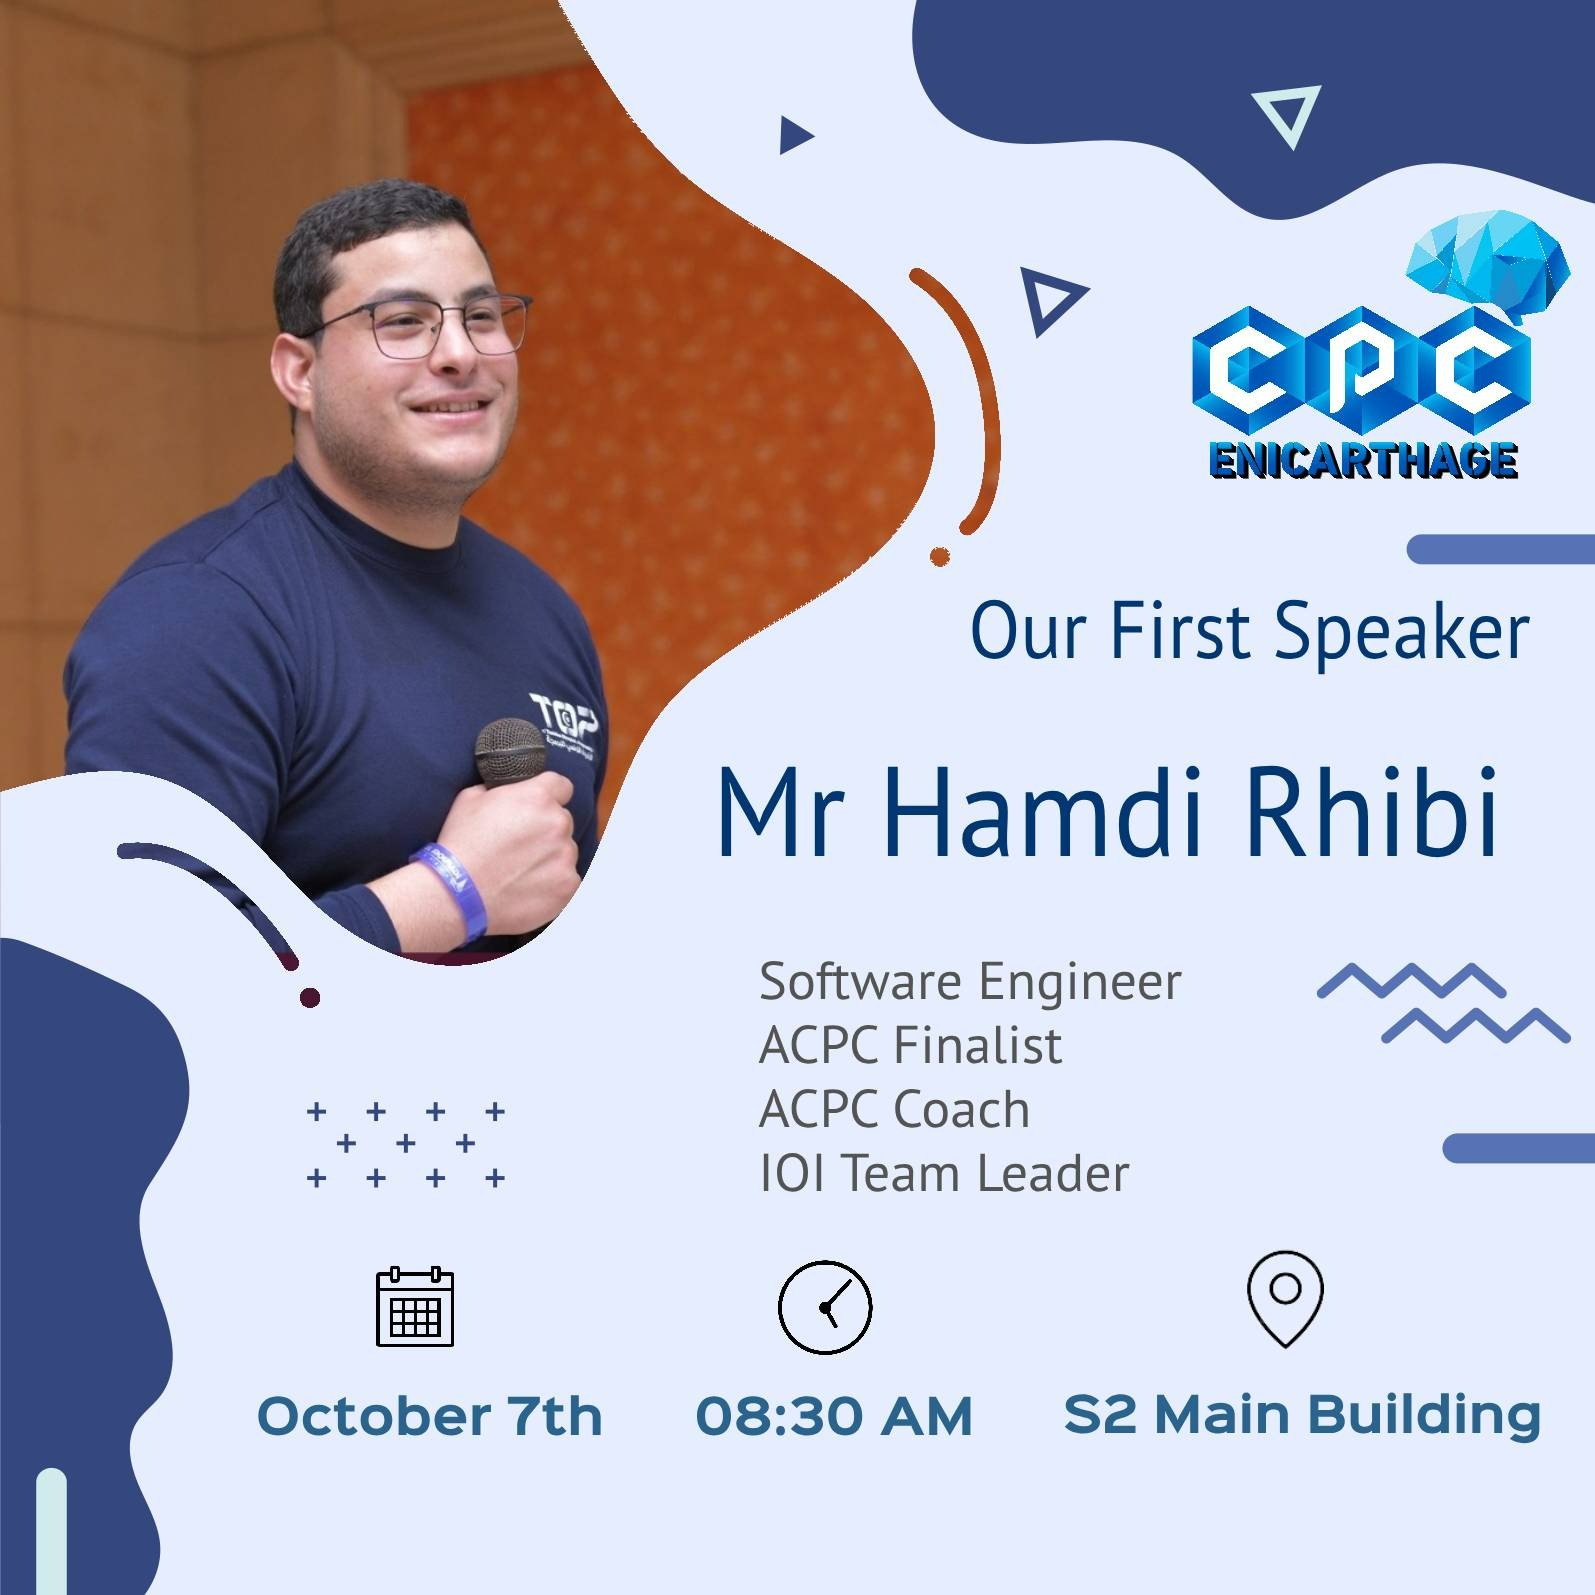 CPC
ENICARTHAGE
Our First Speaker
Mr Hamdi Rhibi
TOP
Software Engineer
ACPC Finalist
ACPC Coach
IOI Team Leader
October 7th
08:30 AM
S2 Main Building